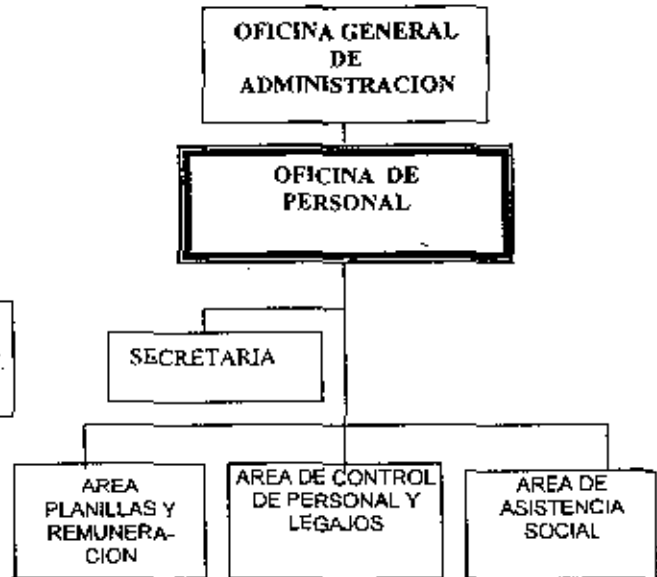 OFICINA GENERAL
DE
ADMINISTRACION
OFICINA DE
PERSONAL
SECRETARIA
AREA
PLANILLAS Y
REMUNERA-
CION
AREA DE CONTROL
DE PERSONAL Y
LEGAJOS
AREA DE
ASISTENCIA
SOCIAL